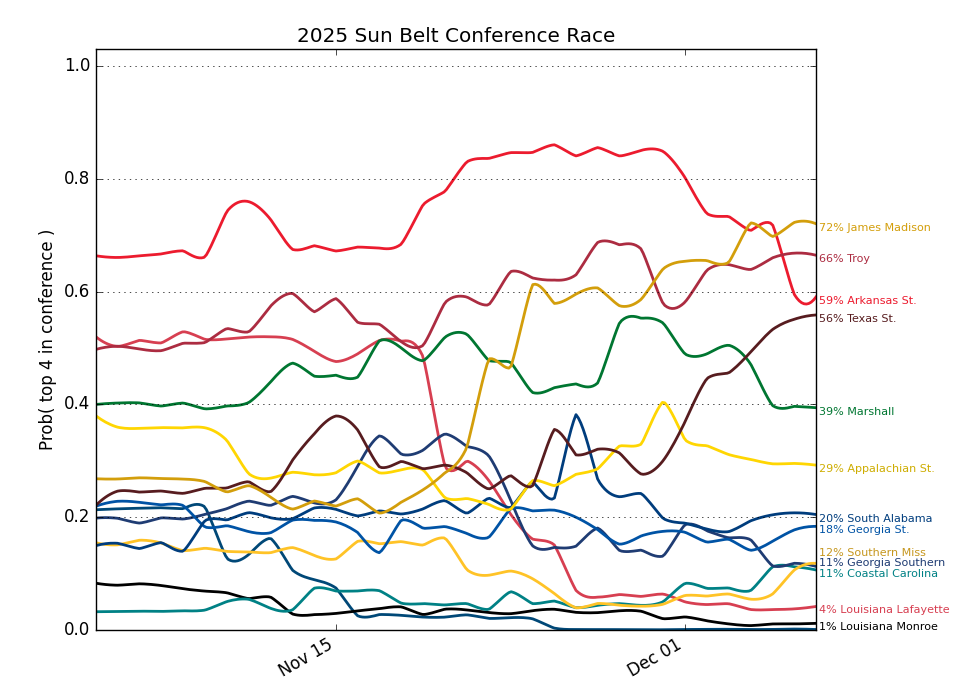 2025 Sun Belt Conference Race
Prob( top 4 in conference )
1.0
0.8
0.6
0.4
0.2
0.0
Nov 15
Dec 01
72% James Madison
66% Troy
59% Arkansas St.
56% Texas St.
39% Marshall
29% Appalachian St.
20% South Alabama
18% Georgia St.
12% Southern Miss
11% Georgia Southern
11% Coastal Carolina
4% Louisiana Lafayette
1% Louisiana Monroe